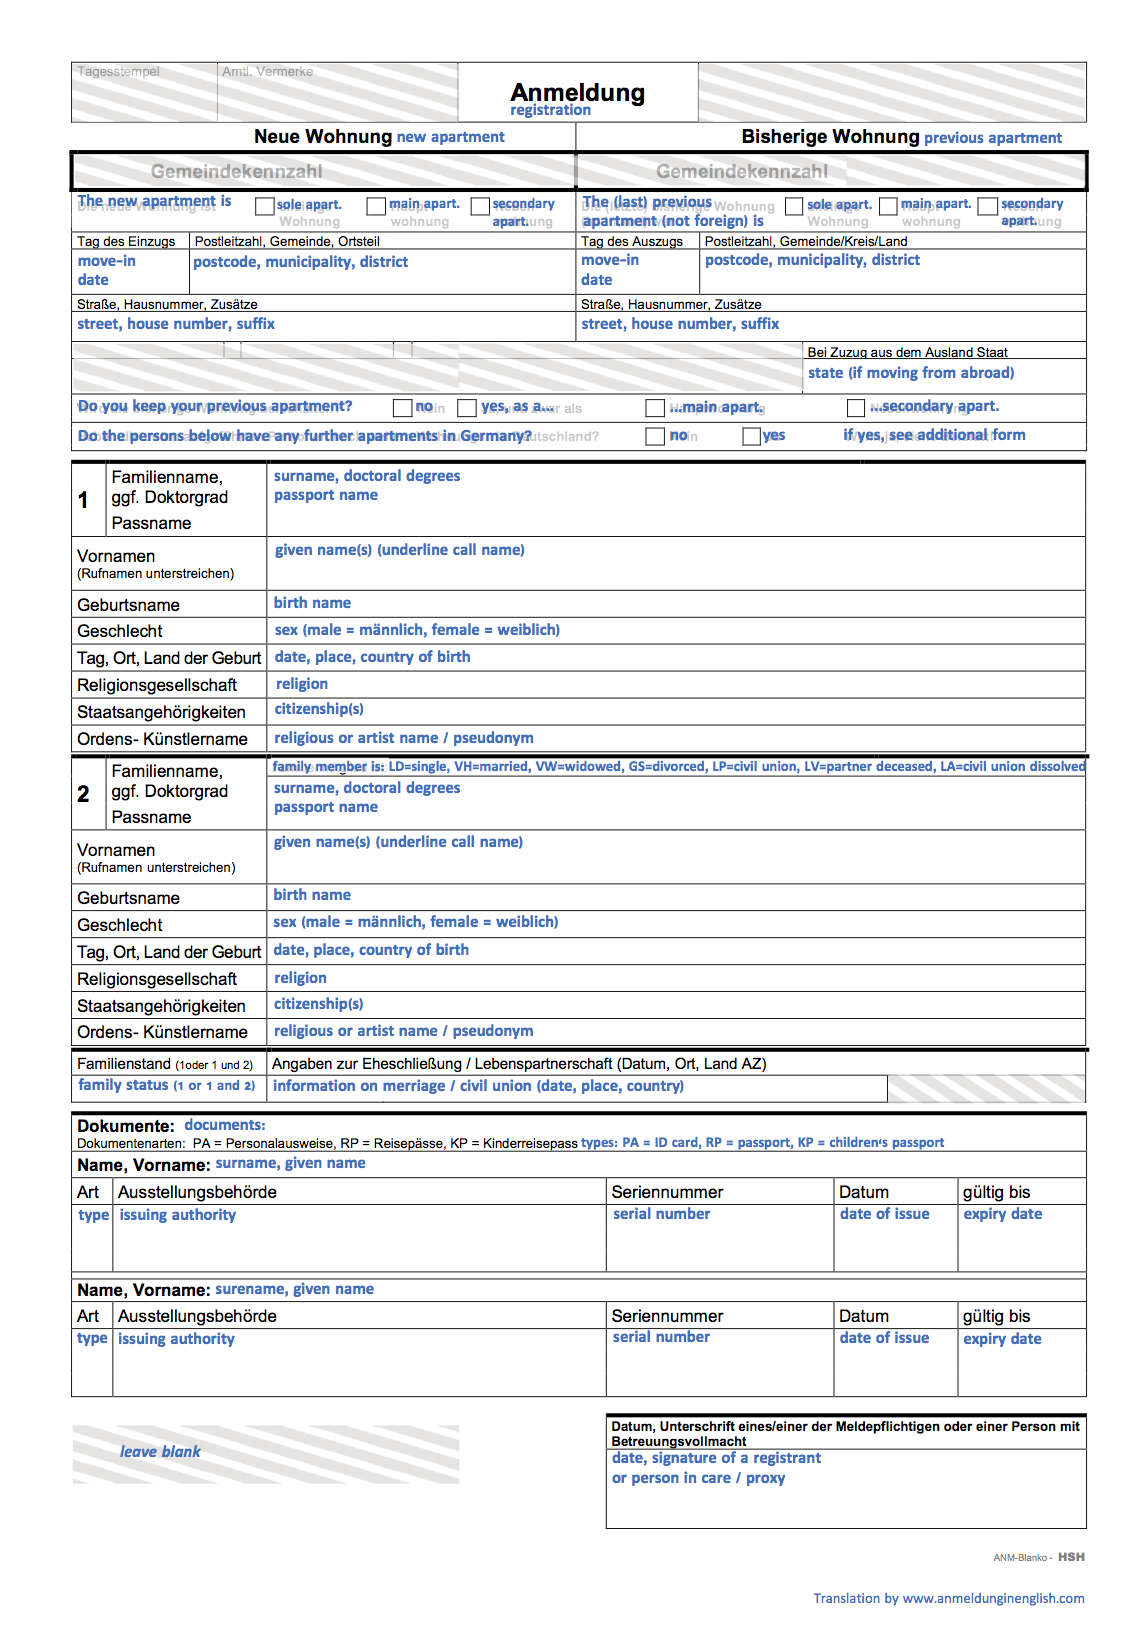 Tagesstempel Amtl. Vermerke
Anmeldung
registration
Neue Wohnung new apartment Bisherige Wohnung previous apartment
Gemeindekennzahl Gemeindekennzahl
The new apartment is sole apart. main apart. secondary apart. The (last) previous apartment (not foreign) is sole apart. main apart. secondary apart.
Wohnung wohnung wohnung Wohnung wohnung wohnung
Tag des Einzugs Postleitzahl, Gemeinde, Ortsteil Tag des Auszugs Postleitzahl, Gemeinde/Kreis/Land
move-in date postcode, municipality, district move-in date postcode, municipality, district
Straße, Hausnummer, Zusätze Straße, Hausnummer, Zusätze
street, house number, suffix street, house number, suffix
Bei Zuzug aus dem Ausland Staat
state (if moving from abroad)
Do you keep your previous apartment? no yes, as a... ...main apart. ...secondary apart.
Do the persons below have any further apartments in Germany? no yes if yes, see additional form
1 Familienname, ggf. Doktorgrad Passname
surname, doctoral degrees
passport name
Vornamen given name(s) (underline call name)
(Rufnamen unterstreichen)
Geburtsname birth name
Geschlecht sex (male = männlich, female = weiblich)
Tag, Ort, Land der Geburt date, place, country of birth
Religionsgesellschaft religion
Staatsangehörigkeiten citizenship(s)
Ordens- Künstlername religious or artist name / pseudonym
family member is: LD=single, VH=married, VW=widowed, GS=divorced, LP=civil union, LV=partner deceased, LA=civil union dissolved
2 Familienname, ggf. Doktorgrad Passname
surname, doctoral degrees
passport name
Vornamen given name(s) (underline call name)
(Rufnamen unterstreichen)
Geburtsname birth name
Geschlecht sex (male = männlich, female = weiblich)
Tag, Ort, Land der Geburt date, place, country of birth
Religionsgesellschaft religion
Staatsangehörigkeiten citizenship(s)
Ordens- Künstlername religious or artist name / pseudonym
Familienstand (1oder 1 und 2) Angaben zur Eheschließung / Lebenspartnerschaft (Datum, Ort, Land AZ)
family status (1 or 1 and 2) information on merriage / civil union (date, place, country)
Dokumente: documents:
Dokumentenarten: PA = Personalausweise, RP = Reisepässe, KP = Kinderreisepass types: PA = ID card, RP = passport, KP = children's passport
Name, Vorname: surname, given name
Art Ausstellungsbehörde Seriennummer Datum gültig bis
type issuing authority serial number date of issue expiry date
Name, Vorname: surename, given name
Art Ausstellungsbehörde Seriennummer Datum gültig bis
type issuing authority serial number date of issue expiry date
leave blank
Datum, Unterschrift eines/einer der Meldepflichtigen oder einer Person mit
Betreuungsvollmacht
date, signature of a registrant
or person in care / proxy
ANM-Blanko - HSH
Translation by www.anmeldunginenglish.com